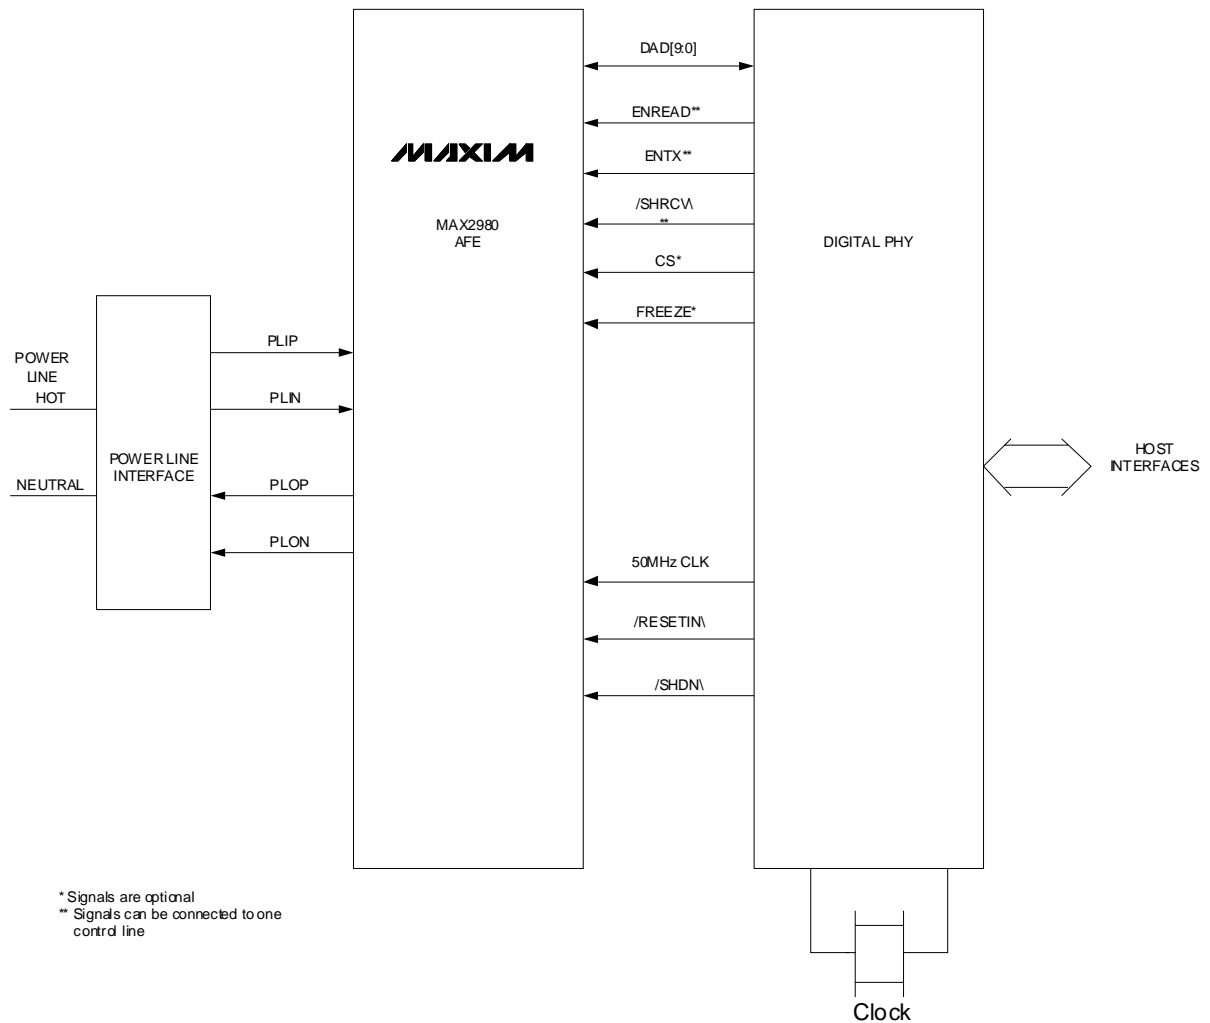 DAD[9:0]
ENREAD**
MAXIM
ENTX**
/SHRCV\
**
MAX2980
AFE
DIGITAL PHY
CS*
FREEZE*
PLIP
POWER
LINE
HOT
PLIN
POWER LINE
INTERFACE
HOST
INTERFACES
NEUTRAL
PLOP
PLON
50MHz CLK
/RESETIN\
/SHDN\
* Signals are optional
** Signals can be connected to one
control line
Clock